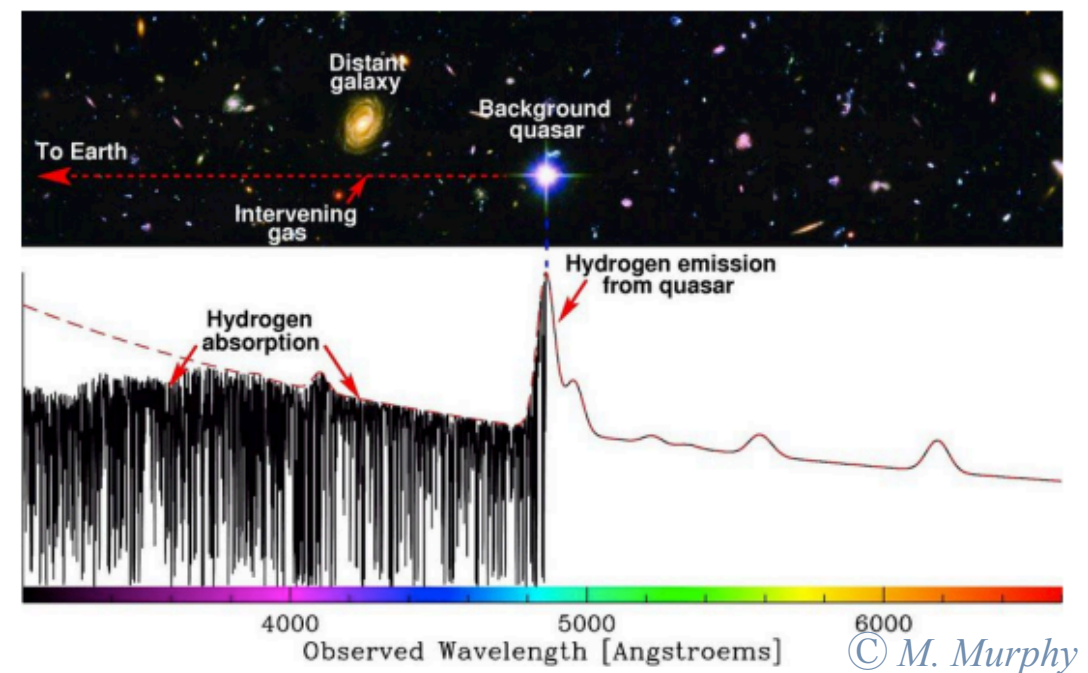 Distant
galaxy
Background
quasar
To Earth
Intervening
gas
Hydrogen emission
from quasar
Hydrogen
absorption
4000
5000
6000
Observed Wavelength [Angstroems]
© M. Murphy